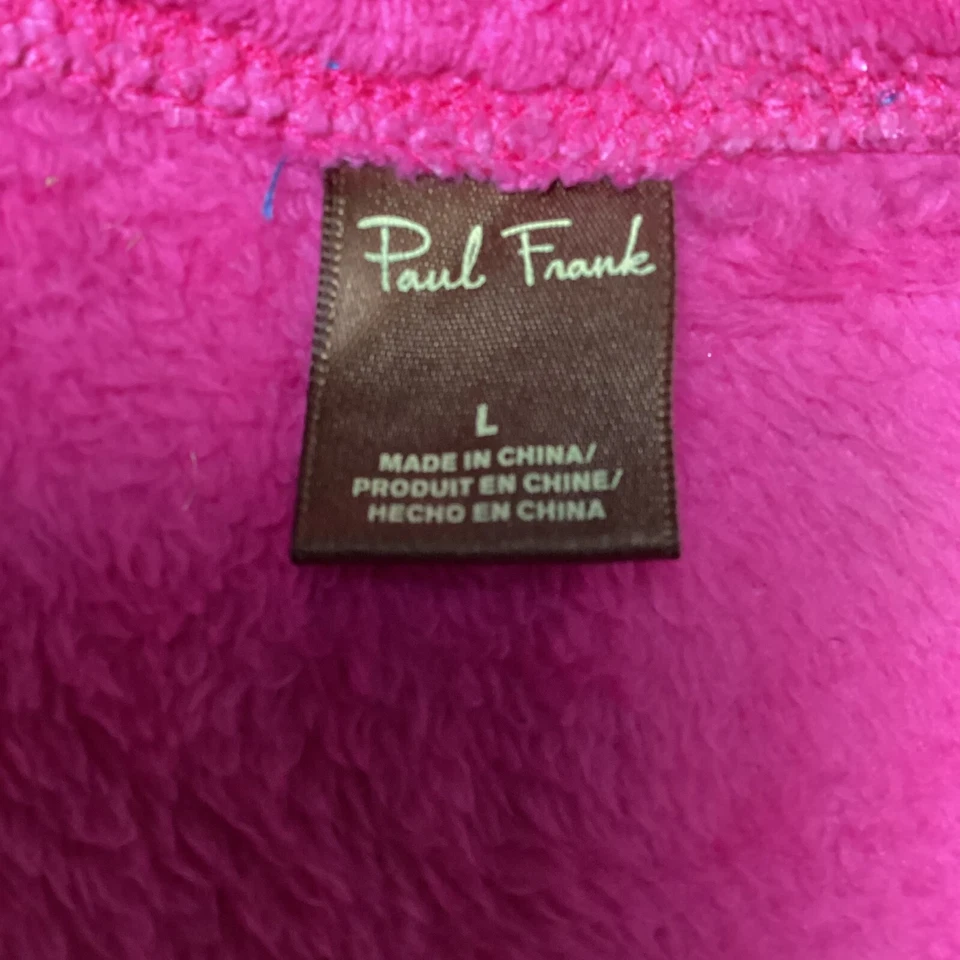 Paul Frank
L
MADE IN CHINA/
PRODUIT EN CHINE/
HECHO EN CHINA